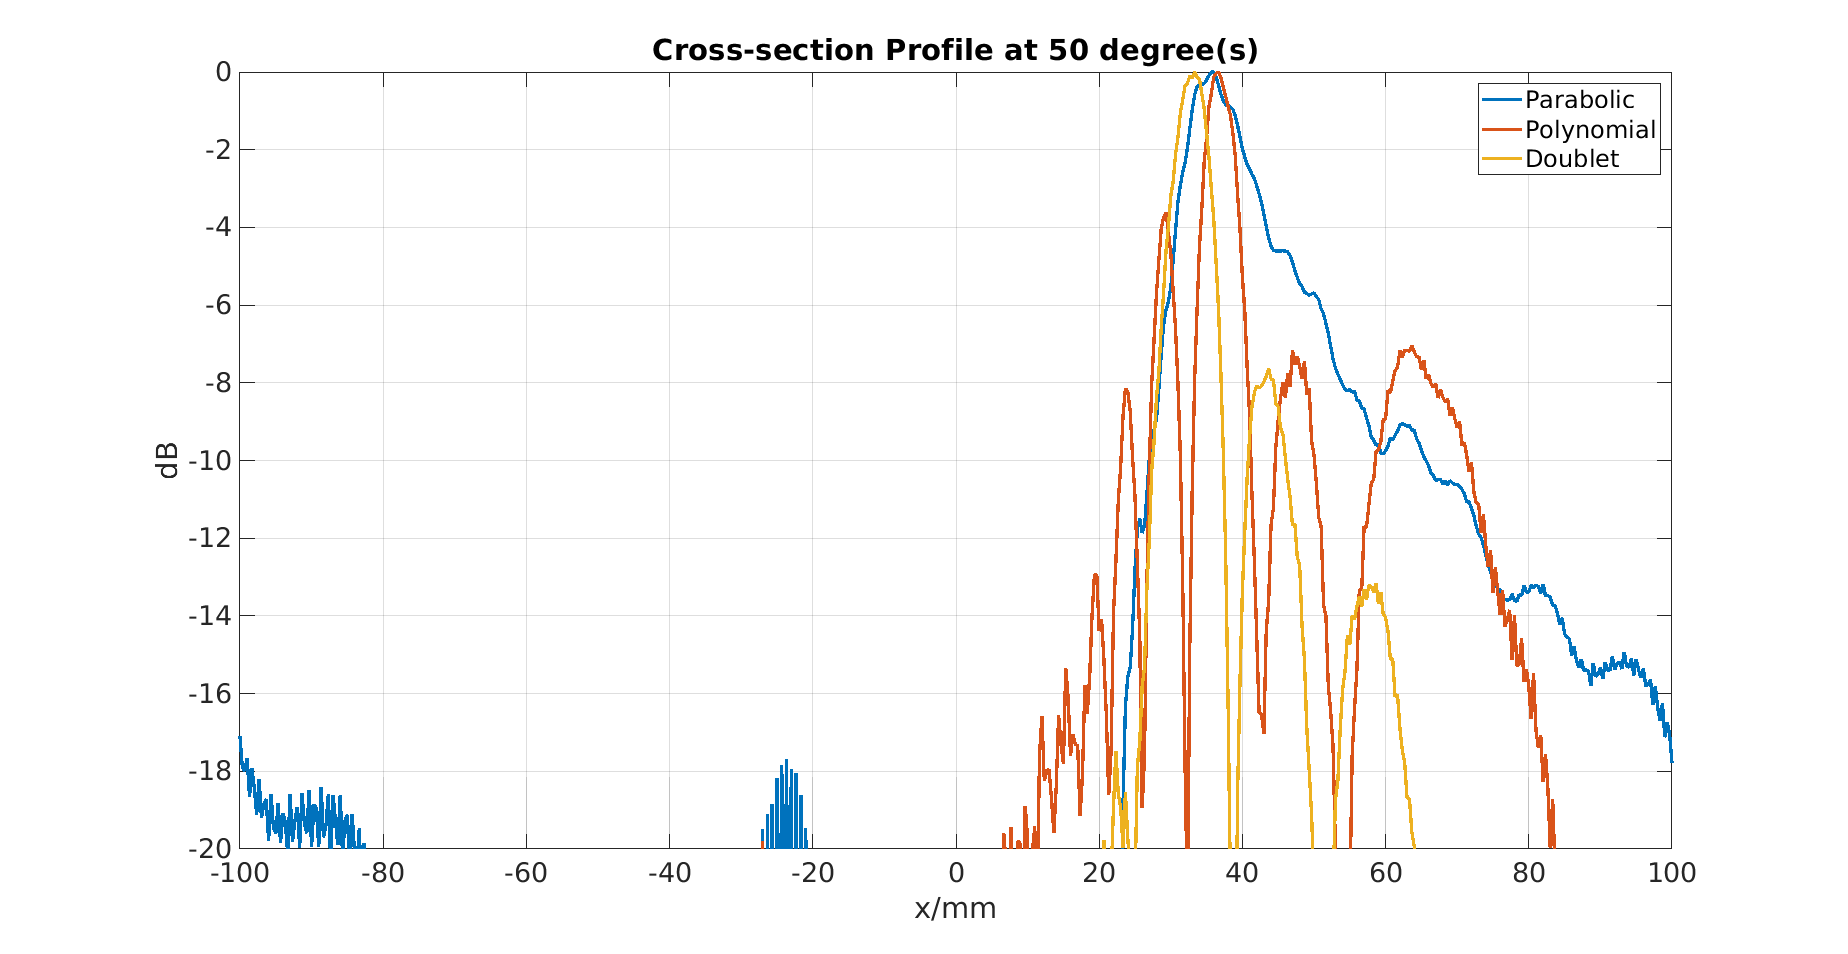 Cross-section Profile at 50 degree(s)
Parabolic
Polynomial
Doublet
0
-2
-4
-6
-8
-10
-12
-14
-16
-18
-20
dB
-100 -80 -60 -40 -20 0 20 40 60 80 100
x/mm